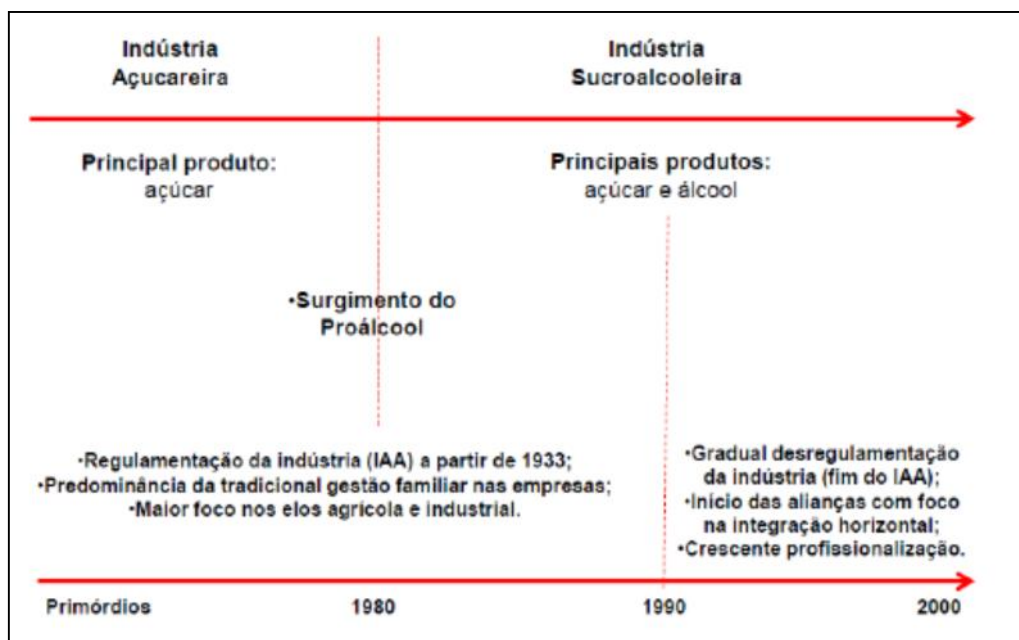 Indústria
Açucareira
Indústria
Sucroalcooleira
Principal produto:
açúcar
Principais produtos:
açúcar e álcool
•Surgimento do
Proálcool
•Regulamentação da indústria (IAA) a partir de 1933;
•Predominância da tradicional gestão familiar nas empresas;
•Maior foco nos elos agrícola e industrial.
•Gradual desregulamentação
da indústria (fim do IAA);
•Início das alianças com foco
na integração horizontal;
•Crescente profissionalização.
Primórdios 1980 1990 2000